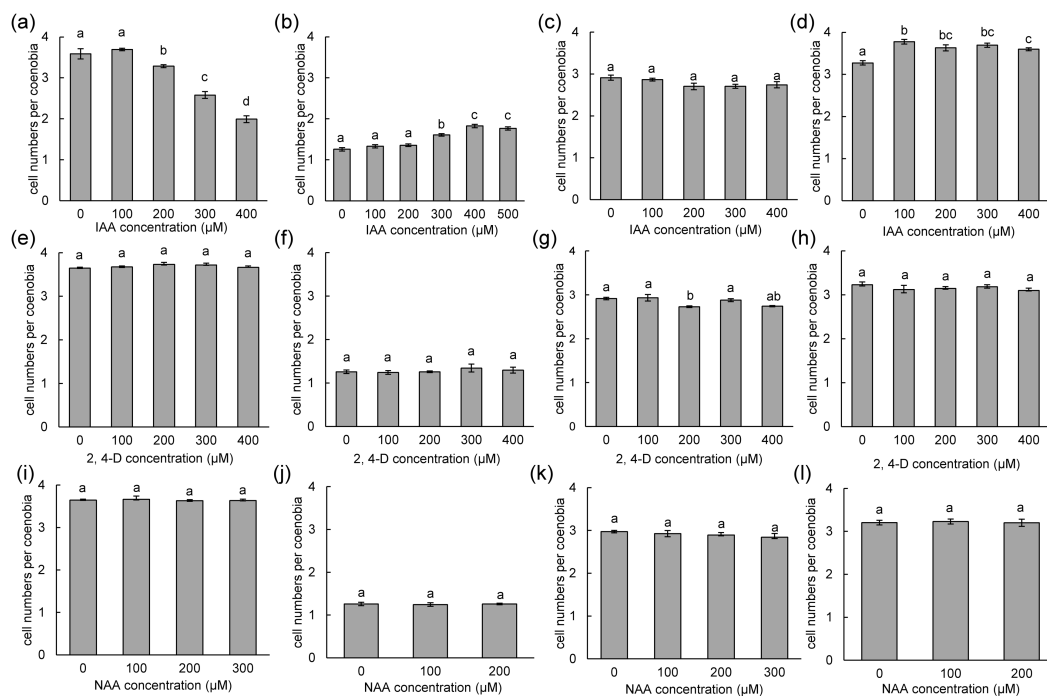 (a)
cell numbers per coenobia
4
3
2
1
0
a
a
b
c
d
0 100 200 300 400
IAA concentration (μM)
(b)
cell numbers per coenobia
4
3
2
1
0
a
a
a
b
c
c
0 100 200 300 400 500
IAA concentration (μM)
(c)
cell numbers per coenobia
4
3
2
1
0
a
a
a
a
a
0 100 200 300 400
IAA concentration (μM)
(d)
cell numbers per coenobia
4
3
2
1
0
a
b
bc
bc
c
0 100 200 300 400
IAA concentration (μM)
(e)
cell numbers per coenobia
4
3
2
1
0
a
a
a
a
a
0 100 200 300 400
2, 4-D concentration (μM)
(f)
cell numbers per coenobia
4
3
2
1
0
a
a
a
a
a
0 100 200 300 400
2, 4-D concentration (μM)
(g)
cell numbers per coenobia
4
3
2
1
0
a
a
b
a
ab
0 100 200 300 400
2, 4-D concentration (μM)
(h)
cell numbers per coenobia
4
3
2
1
0
a
a
a
a
a
0 100 200 300 400
2, 4-D concentration (μM)
(i)
cell numbers per coenobia
4
3
2
1
0
a
a
a
a
0 100 200 300
NAA concentration (μM)
(j)
cell numbers per coenobia
4
3
2
1
0
a
a
a
0 100 200
NAA concentration (μM)
(k)
cell numbers per coenobia
4
3
2
1
0
a
a
a
a
0 100 200 300
NAA concentration (μM)
(l)
cell numbers per coenobia
4
3
2
1
0
a
a
a
0 100 200
NAA concentration (μM)